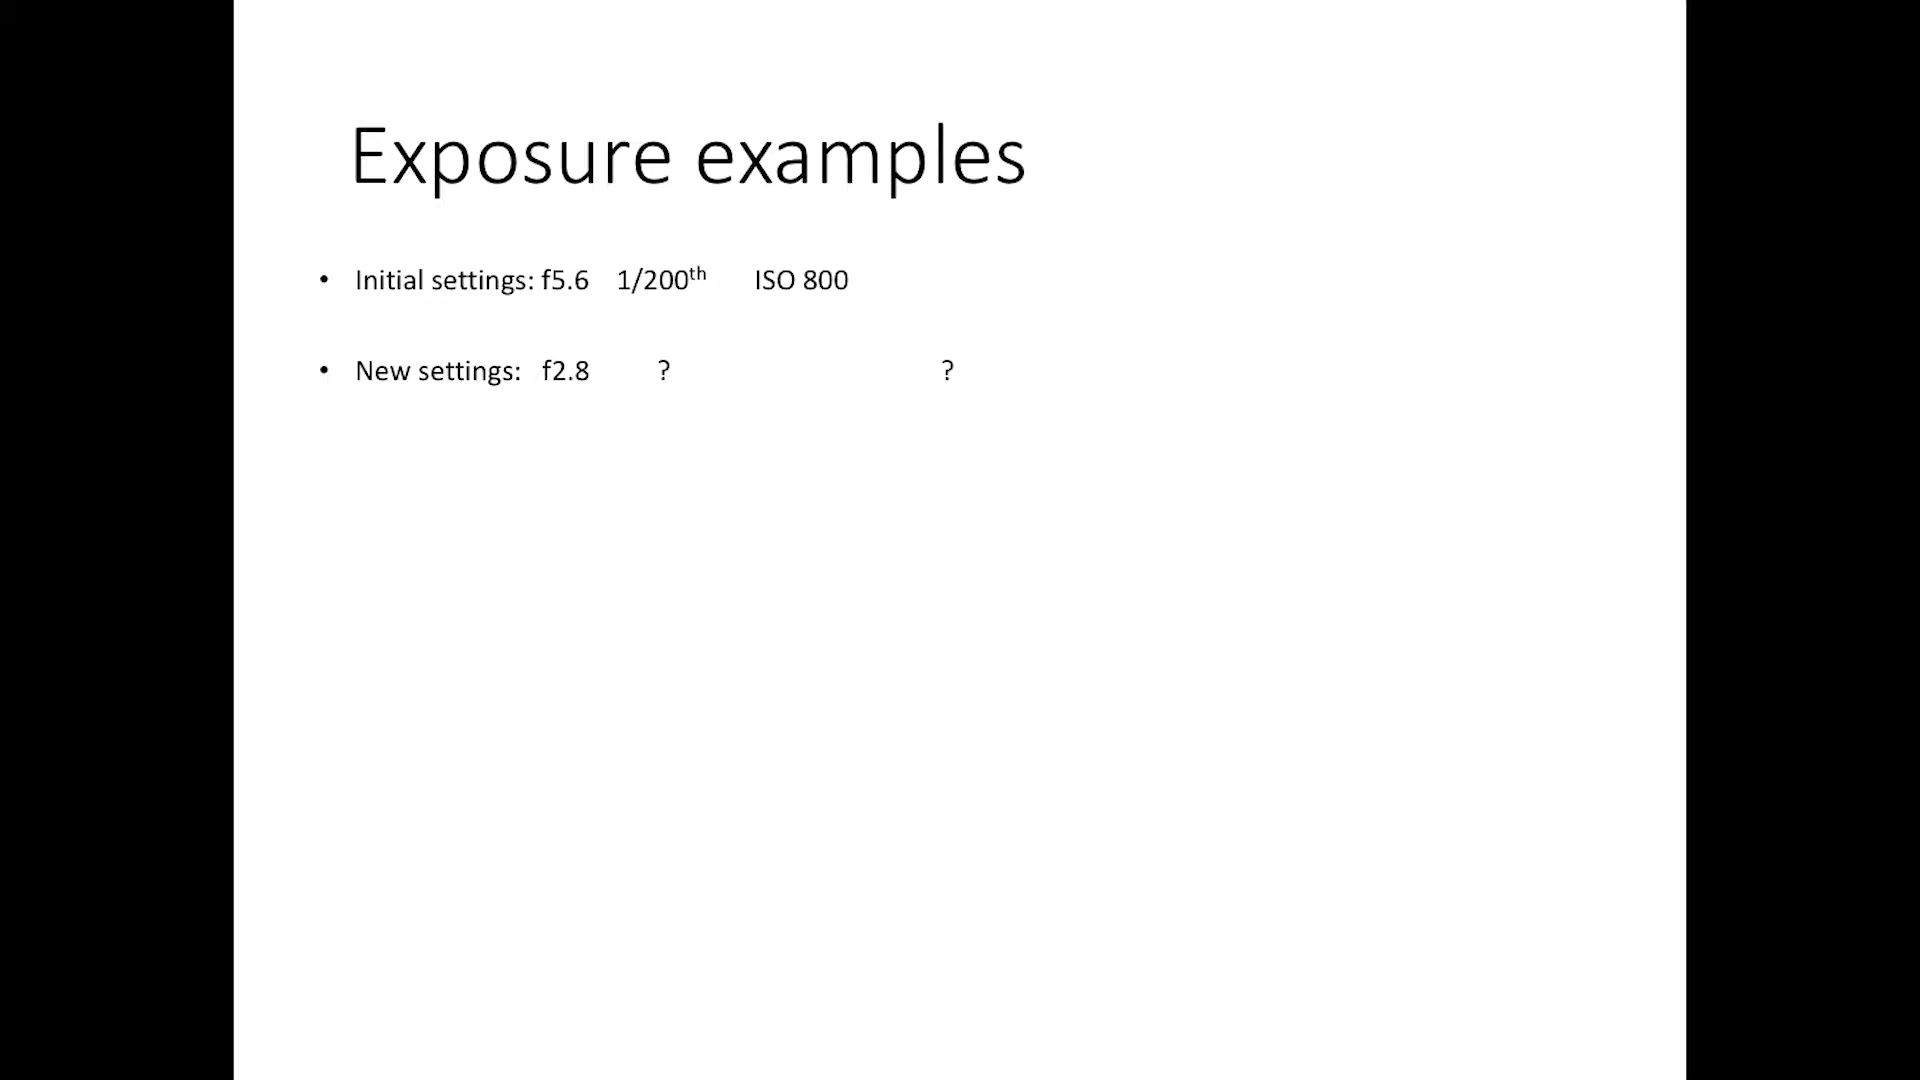 Exposure examples
• Initial settings: f5.6 1/200th ISO 800
• New settings: f2.8 ? ?